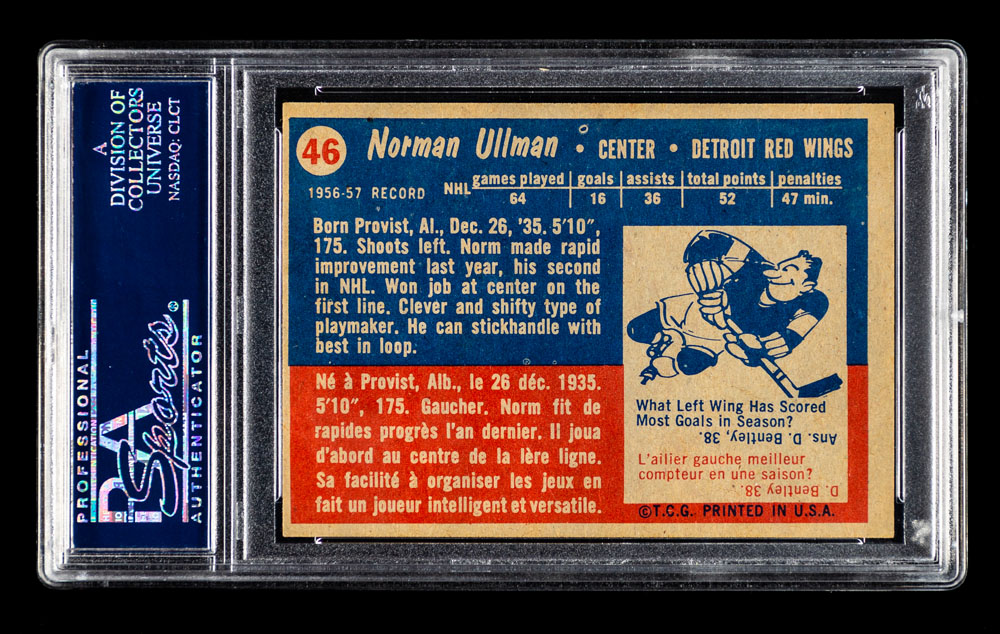 A
DIVISION OF
COLLECTORS
UNIVERSE
NASDAQ: CLCT
PROFESSIONAL
PSA
Sports
AUTHENTICATOR
46 Norman Ullman • CENTER • DETROIT RED WINGS
1956-57 RECORD NHL games played goals assists total points penalties
64 16 36 52 47 min.
Born Provist, Al., Dec. 26, '35. 5'10",
175. Shoots left. Norm made rapid
improvement last year, his second
in NHL. Won job at center on the
first line. Clever and shifty type of
playmaker. He can stickhandle with
best in loop.
Né à Provist, Alb., le 26 déc. 1935.
5'10", 175. Gaucher. Norm fit de
rapides progrès l'an dernier. Il joua
d'abord au centre de la lère ligne.
Sa facilité à organiser les jeux en
fait un joueur intelligent et versatile.
What Left Wing Has Scored
Most Goals in Season?
Ans. D. Bentley, 38.
L'ailier gauche meilleur
compteur en une saison?
D. Bentley 38.
©T.C.G. PRINTED IN U.S.A.